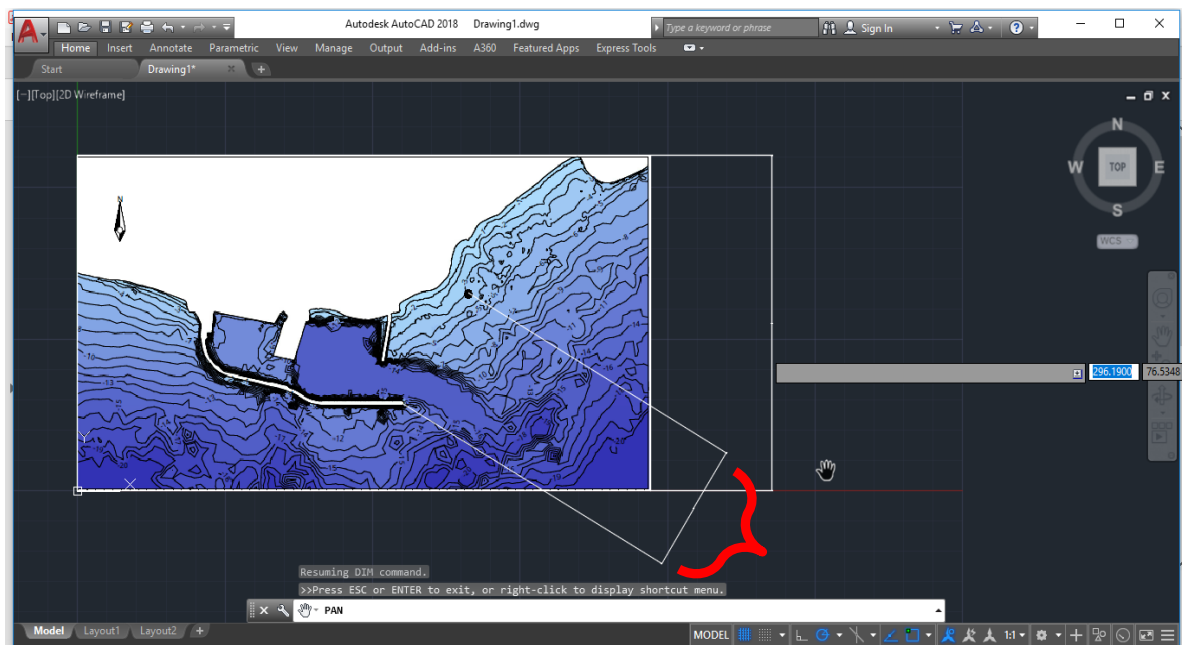 Autodesk AutoCAD 2018 Drawing1.dwg
Type a keyword or phrase
Sign In
Home Insert Annotate Parametric View Manage Output Add-ins A360 Featured Apps Express Tools
Start Drawing1*
[−][Top][2D Wireframe]
N
W TOP E
S
WCS
N
296.1900 76.5348
Y
X
Resuming DIM command.
>>Press ESC or ENTER to exit, or right-click to display shortcut menu.
PAN
Model Layout1 Layout2
MODEL 1:1